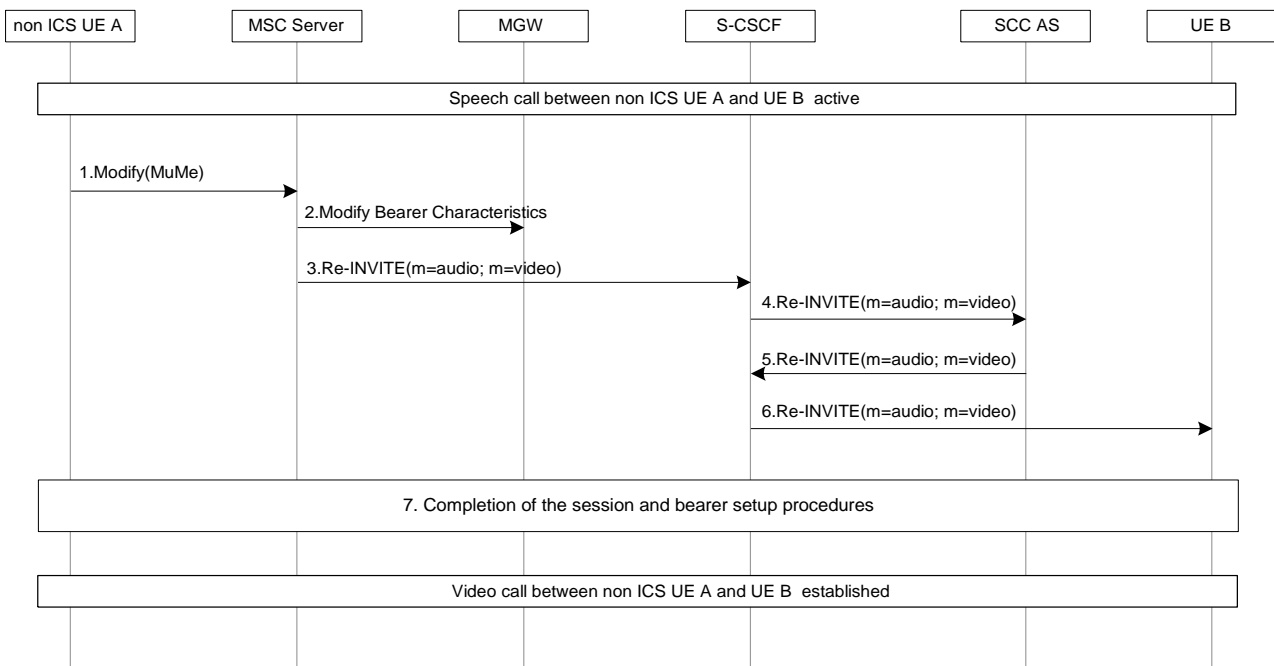 non ICS UE A
MSC Server
MGW
S-CSCF
SCC AS
UE B
Speech call between non ICS UE A and UE B active
1.Modify(MuMe)
2.Modify Bearer Characteristics
3.Re-INVITE(m=audio; m=video)
4.Re-INVITE(m=audio; m=video)
5.Re-INVITE(m=audio; m=video)
6.Re-INVITE(m=audio; m=video)
7. Completion of the session and bearer setup procedures
Video call between non ICS UE A and UE B established